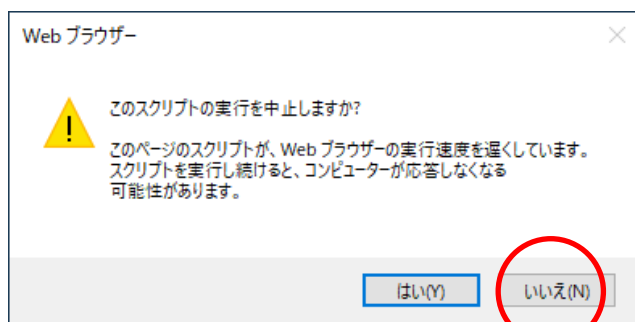 Web ブラウザー
このスクリプトの実行を中止しますか?
このページのスクリプトが、Web ブラウザーの実行速度を遅くしています。
スクリプトを実行し続けると、コンピューターが応答しなくなる
可能性があります。
はい(Y)
いいえ(N)